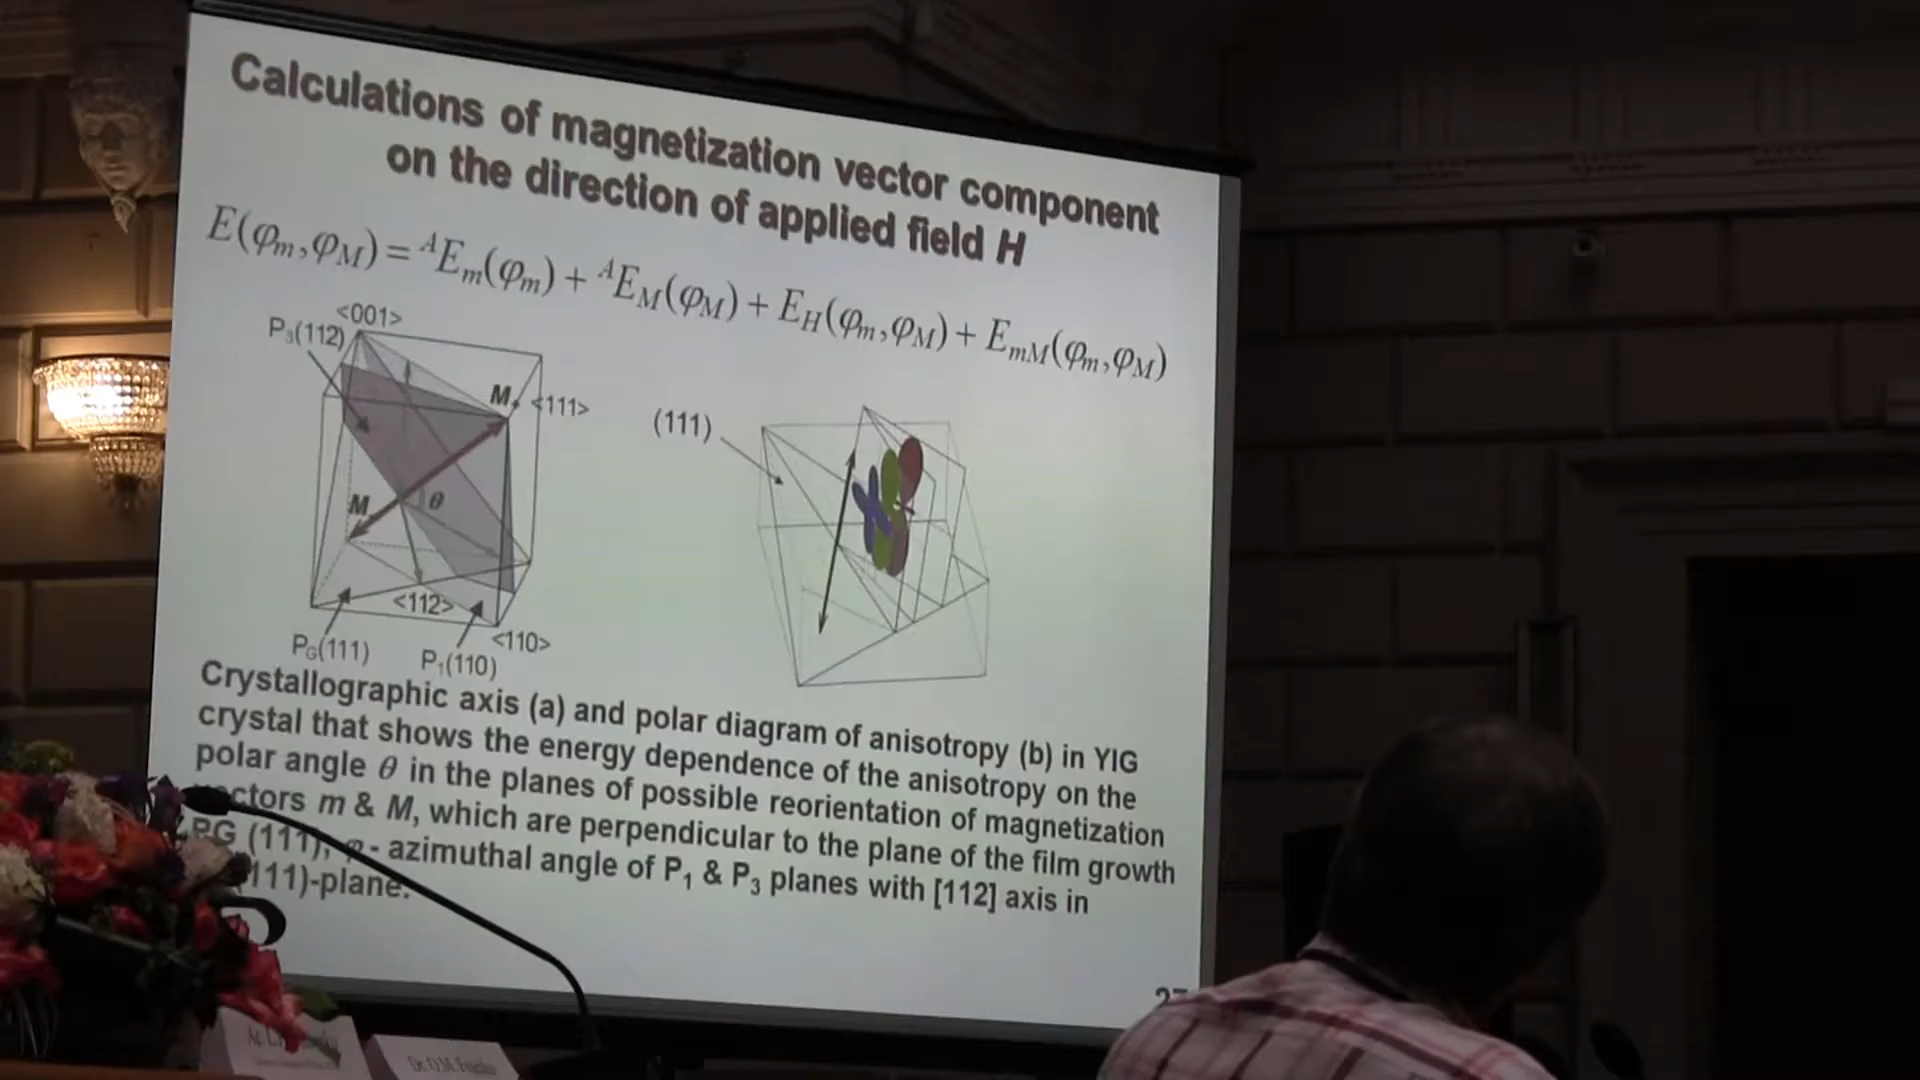 Calculations of magnetization vector component
on the direction of applied field H
E(φm,φM) = ᴬEm(φm) + ᴬEM(φM) + EH(φm,φM) + EmM(φm,φM)
<001>
P₃(112)
M <111>
(111)
M θ
<112>
<110>
PG(111)
P₁(110)
Crystallographic axis (a) and polar diagram of anisotropy (b) in YIG
crystal that shows the energy dependence of the anisotropy on the
polar angle θ in the planes of possible reorientation of magnetization
m & M, which are perpendicular to the plane of the film growth
PG (111), φ - azimuthal angle of P₁ & P₃ planes with [112] axis in
(111)-plane.